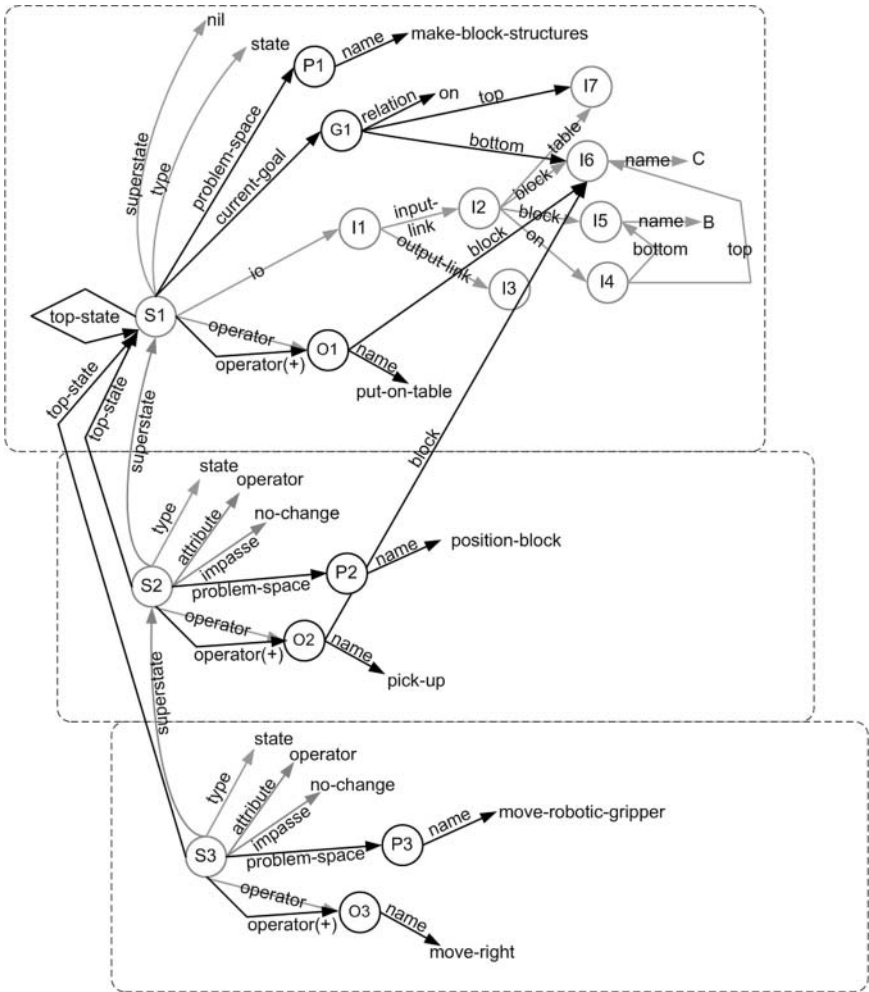 nil
state
superstate
type
P1
name
make-block-structures
problem-space
current-goal
G1
relation
on
top
bottom
I7
table
I6
name
C
block
I2
input-
link
I1
block
I5
name
B
on
bottom
top
output-link
I3
I4
io
block
top-state
S1
operator
operator(+)
O1
name
put-on-table
top-state
top-state
superstate
block
state
operator
no-change
type
attribute
impasse
S2
problem-space
P2
name
position-block
operator
operator(+)
O2
name
pick-up
superstate
state
operator
no-change
type
attribute
impasse
S3
problem-space
P3
name
move-robotic-gripper
operator
operator(+)
O3
name
move-right